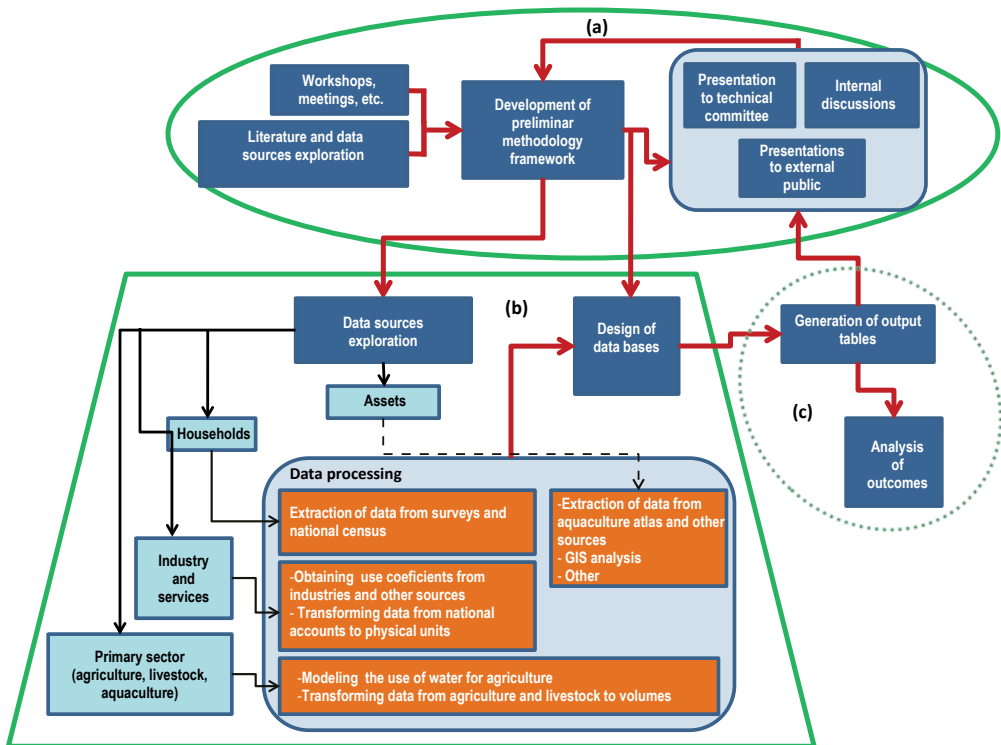 (a)
Workshops,
meetings, etc.
Literature and data
sources exploration
Development of
preliminar
methodology
framework
Presentation
to technical
committee
Internal
discussions
Presentations
to external
public
(b)
Data sources
exploration
Design of
data bases
Generation of output
tables
Assets
(c)
Households
Analysis
of
outcomes
Data processing
Extraction of data from surveys and
national census
-Extraction of data from
aquaculture atlas and other
sources
- GIS analysis
- Other
Industry
and
services
-Obtaining use coeficients from
industries and other sources
- Transforming data from national
accounts to physical units
Primary sector
(agriculture, livestock,
aquaculture)
-Modeling the use of water for agriculture
-Transforming data from agriculture and livestock to volumes